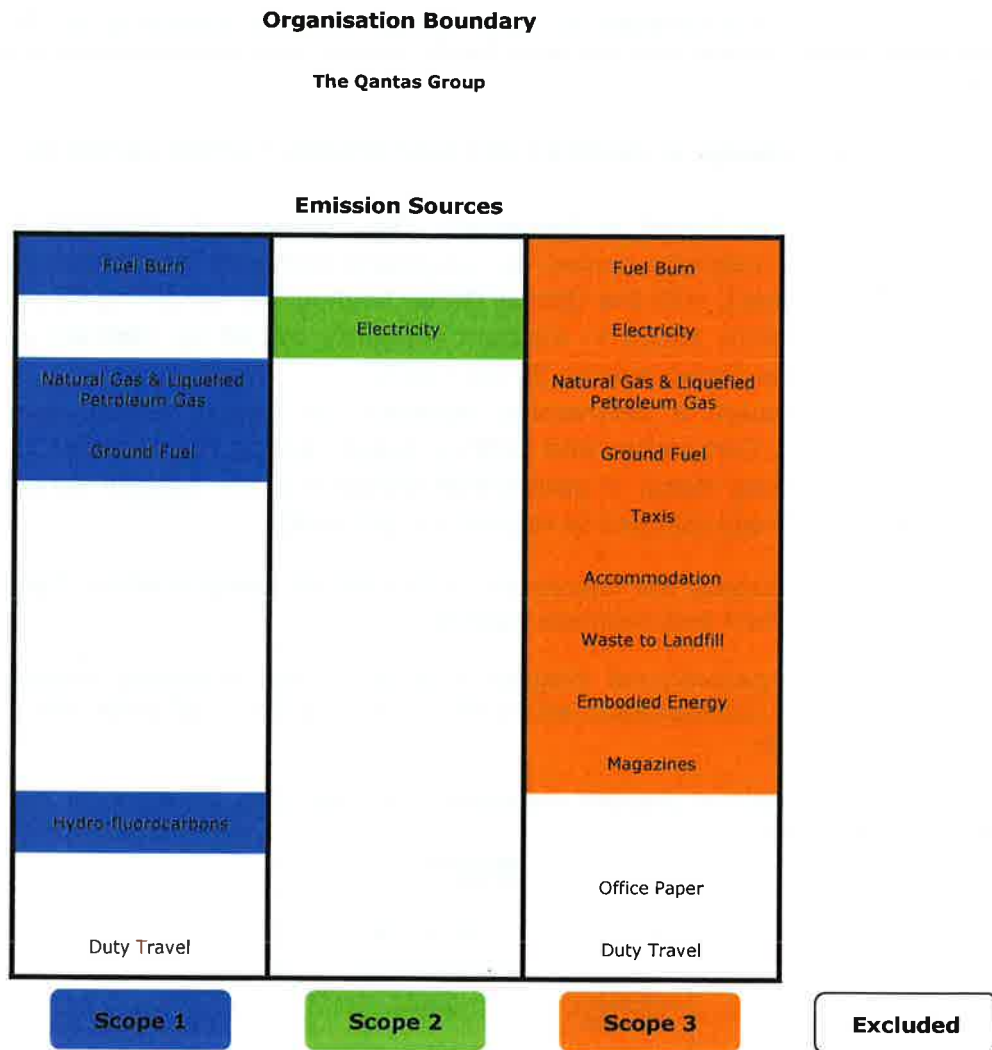 Organisation Boundary
The Qantas Group
Emission Sources
Fuel Burn
Natural Gas & Liquefied
Petroleum Gas
Ground Fuel
Hydro-fluorocarbons
Duty Travel
Electricity
Fuel Burn
Electricity
Natural Gas & Liquefied
Petroleum Gas
Ground Fuel
Taxis
Accommodation
Waste to Landfill
Embodied Energy
Magazines
Office Paper
Duty Travel
Scope 1
Scope 2
Scope 3
Excluded